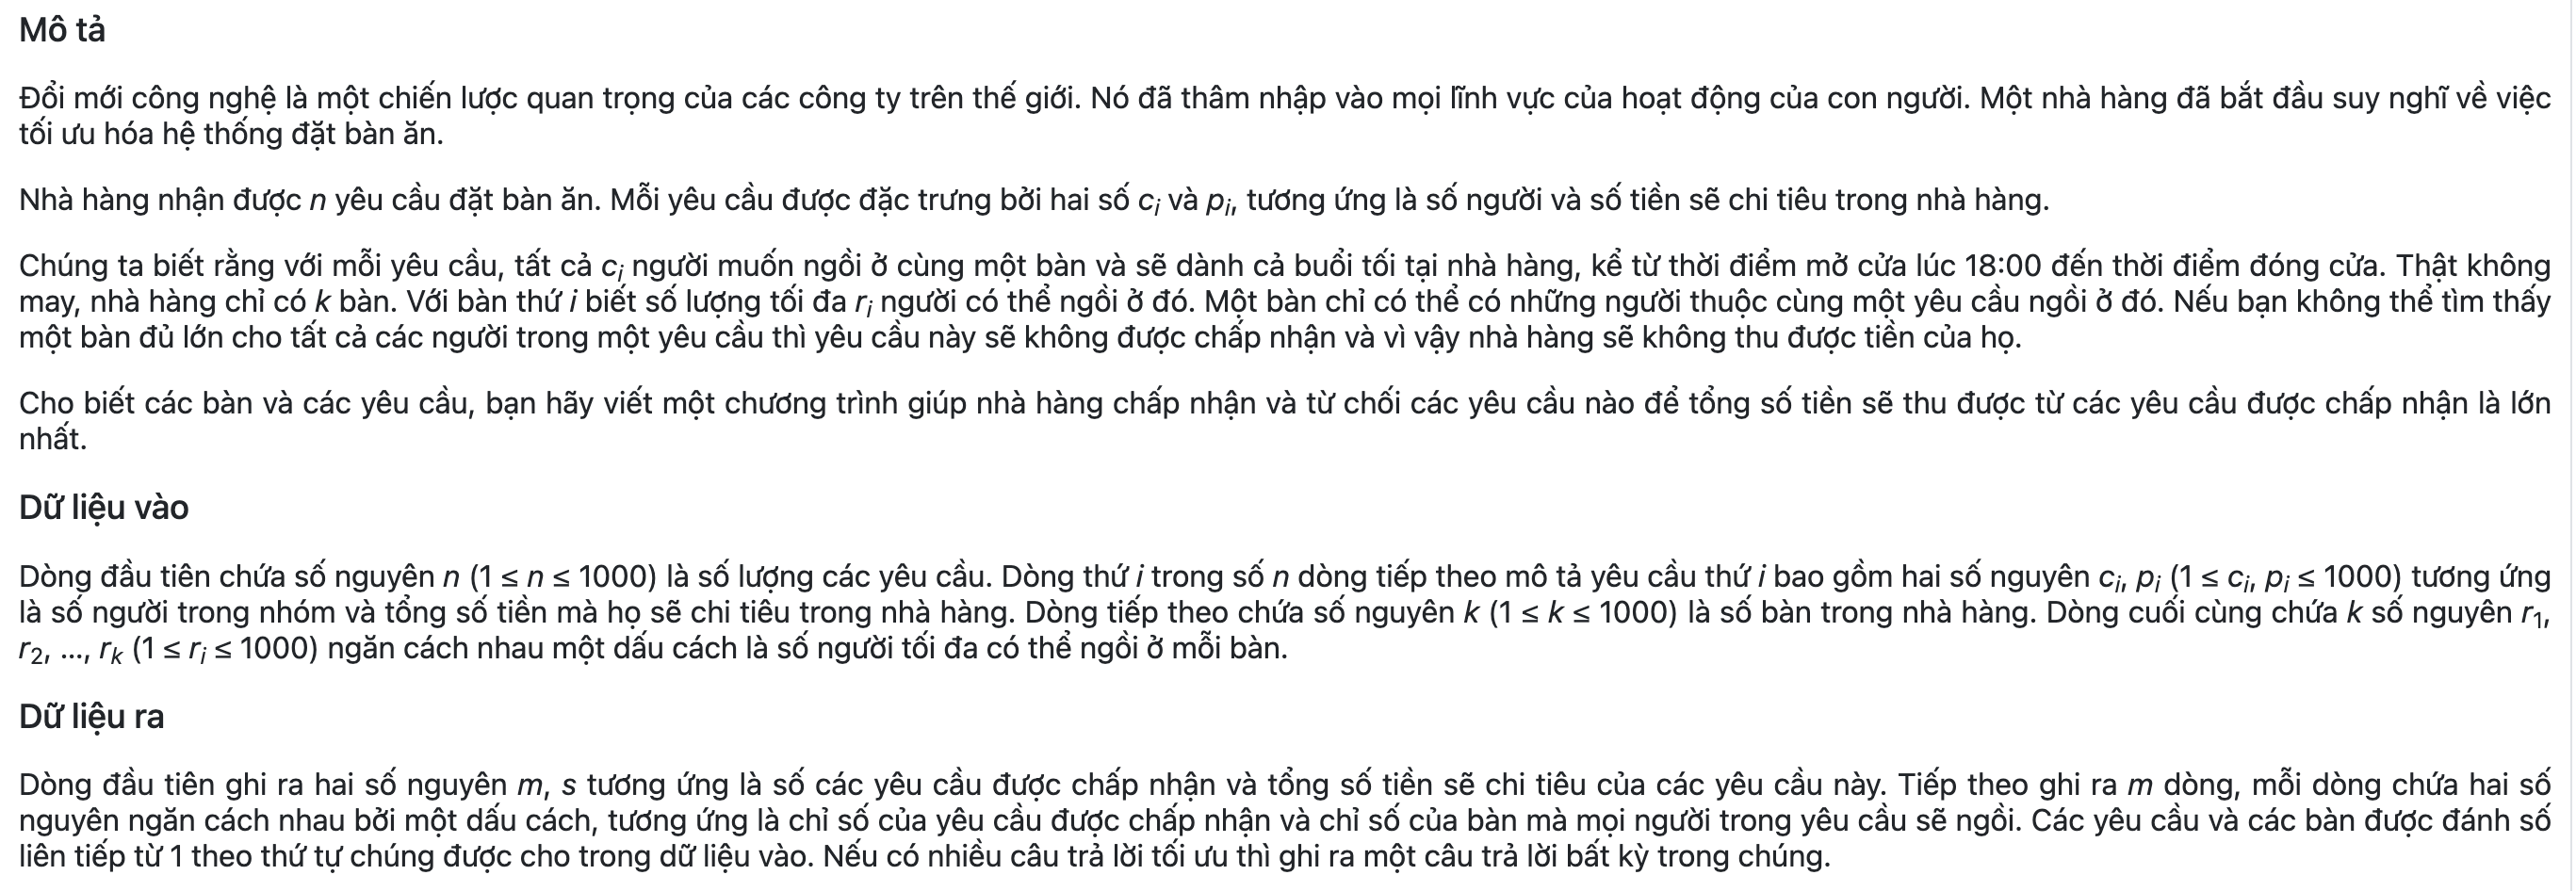 Mô tả
Đổi mới công nghệ là một chiến lược quan trọng của các công ty trên thế giới. Nó đã thâm nhập vào mọi lĩnh vực của hoạt động của con người. Một nhà hàng đã bắt đầu suy nghĩ về việc
tối ưu hóa hệ thống đặt bàn ăn.
Nhà hàng nhận được n yêu cầu đặt bàn ăn. Mỗi yêu cầu được đặc trưng bởi hai số ci và pi, tương ứng là số người và số tiền sẽ chi tiêu trong nhà hàng.
Chúng ta biết rằng với mỗi yêu cầu, tất cả ci người muốn ngồi ở cùng một bàn và sẽ dành cả buổi tối tại nhà hàng, kể từ thời điểm mở cửa lúc 18:00 đến thời điểm đóng cửa. Thật không
may, nhà hàng chỉ có k bàn. Với bàn thứ i biết số lượng tối đa ri người có thể ngồi ở đó. Một bàn chỉ có thể có những người thuộc cùng một yêu cầu ngồi ở đó. Nếu bạn không thể tìm thấy
một bàn đủ lớn cho tất cả các người trong một yêu cầu thì yêu cầu này sẽ không được chấp nhận và vì vậy nhà hàng sẽ không thu được tiền của họ.
Cho biết các bàn và các yêu cầu, bạn hãy viết một chương trình giúp nhà hàng chấp nhận và từ chối các yêu cầu nào để tổng số tiền sẽ thu được từ các yêu cầu được chấp nhận là lớn
nhất.
Dữ liệu vào
Dòng đầu tiên chứa số nguyên n (1 ≤ n ≤ 1000) là số lượng các yêu cầu. Dòng thứ i trong số n dòng tiếp theo mô tả yêu cầu thứ i bao gồm hai số nguyên ci, pi (1 ≤ ci, pi ≤ 1000) tương ứng
là số người trong nhóm và tổng số tiền mà họ sẽ chi tiêu trong nhà hàng. Dòng tiếp theo chứa số nguyên k (1 ≤ k ≤ 1000) là số bàn trong nhà hàng. Dòng cuối cùng chứa k số nguyên r1,
r2, ..., rk (1 ≤ ri ≤ 1000) ngăn cách nhau một dấu cách là số người tối đa có thể ngồi ở mỗi bàn.
Dữ liệu ra
Dòng đầu tiên ghi ra hai số nguyên m, s tương ứng là số các yêu cầu được chấp nhận và tổng số tiền sẽ chi tiêu của các yêu cầu này. Tiếp theo ghi ra m dòng, mỗi dòng chứa hai số
nguyên ngăn cách nhau bởi một dấu cách, tương ứng là chỉ số của yêu cầu được chấp nhận và chỉ số của bàn mà mọi người trong yêu cầu sẽ ngồi. Các yêu cầu và các bàn được đánh số
liên tiếp từ 1 theo thứ tự chúng được cho trong dữ liệu vào. Nếu có nhiều câu trả lời tối ưu thì ghi ra một câu trả lời bất kỳ trong chúng.